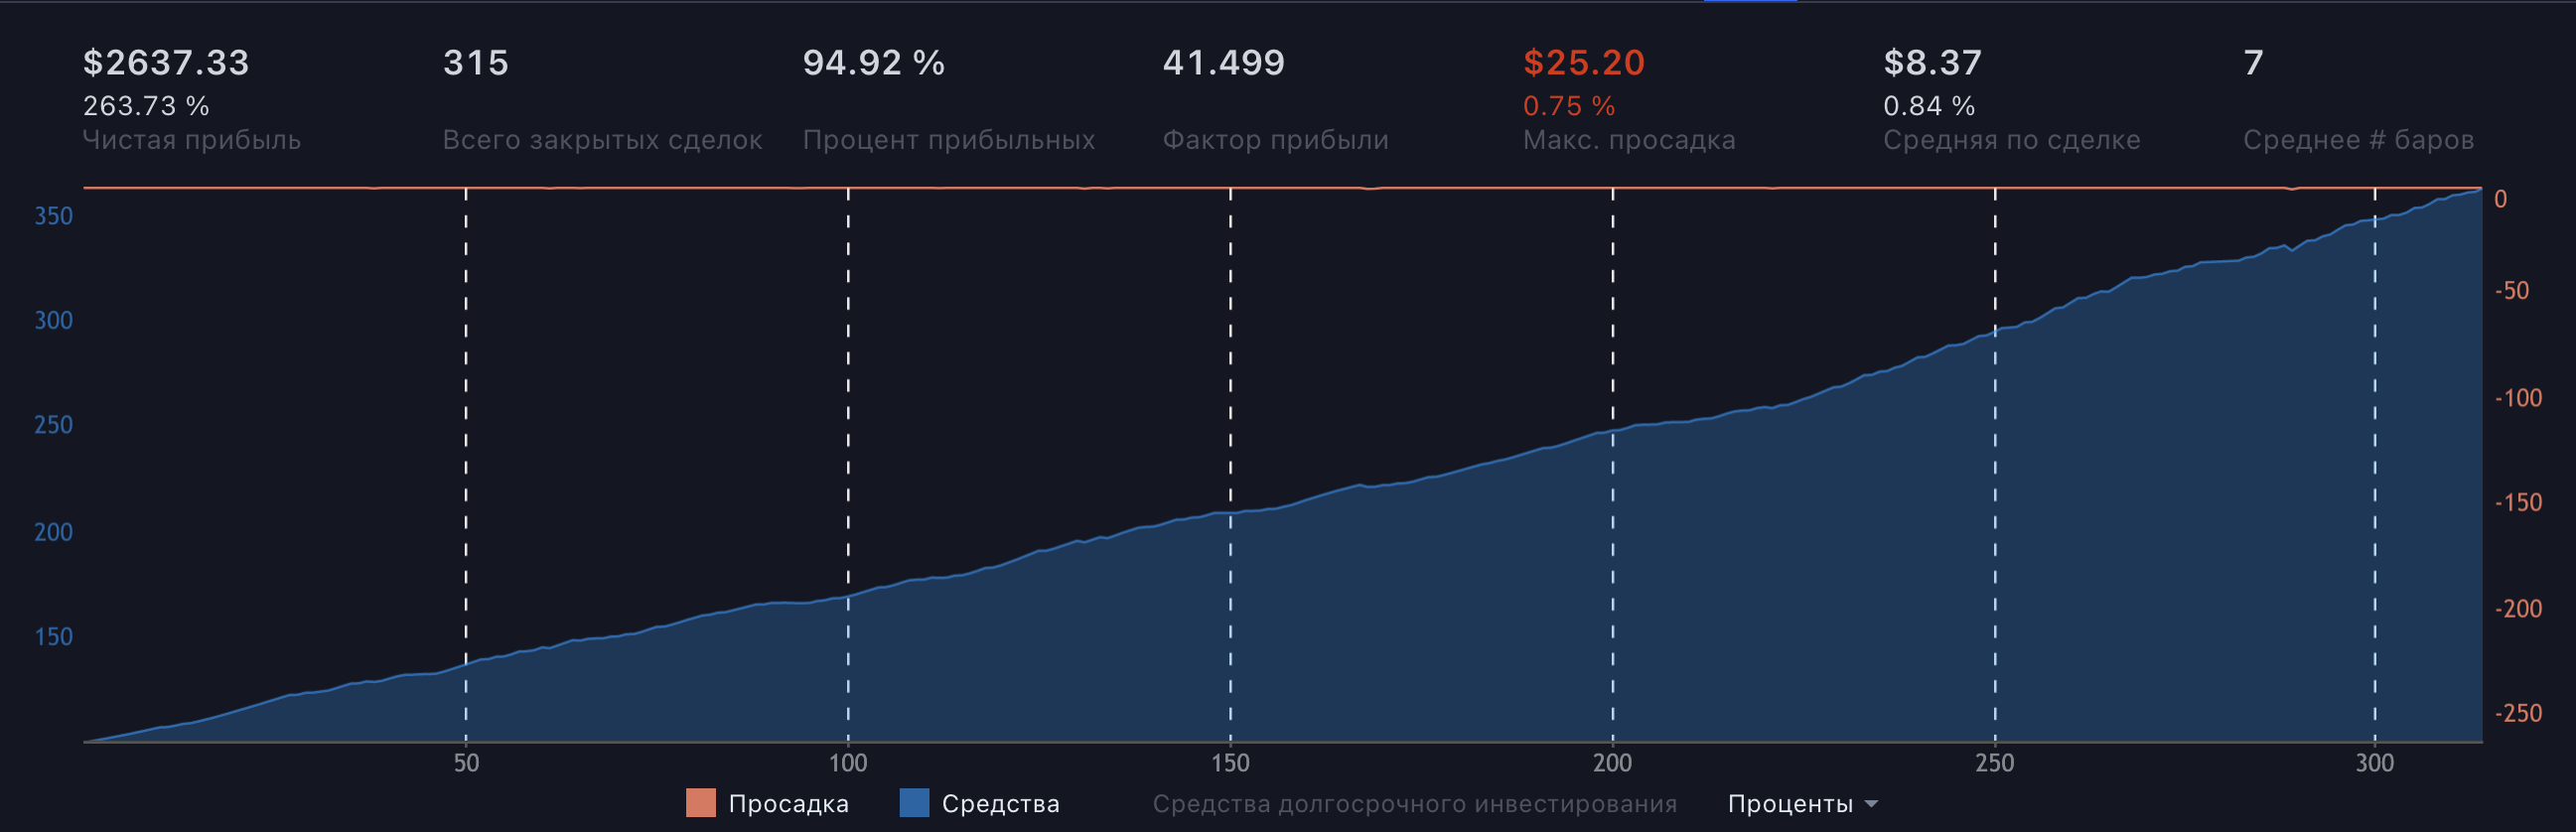 $2637.33
263.73 %
Чистая прибыль
315
Всего закрытых сделок
94.92 %
Процент прибыльных
41.499
Фактор прибыли
$25.20
0.75 %
Макс. просадка
$8.37
0.84 %
Средняя по сделке
7
Среднее # баров
350
300
250
200
150
0
-50
-100
-150
-200
-250
50
100
150
200
250
300
Просадка
Средства
Средства долгосрочного инвестирования
Проценты